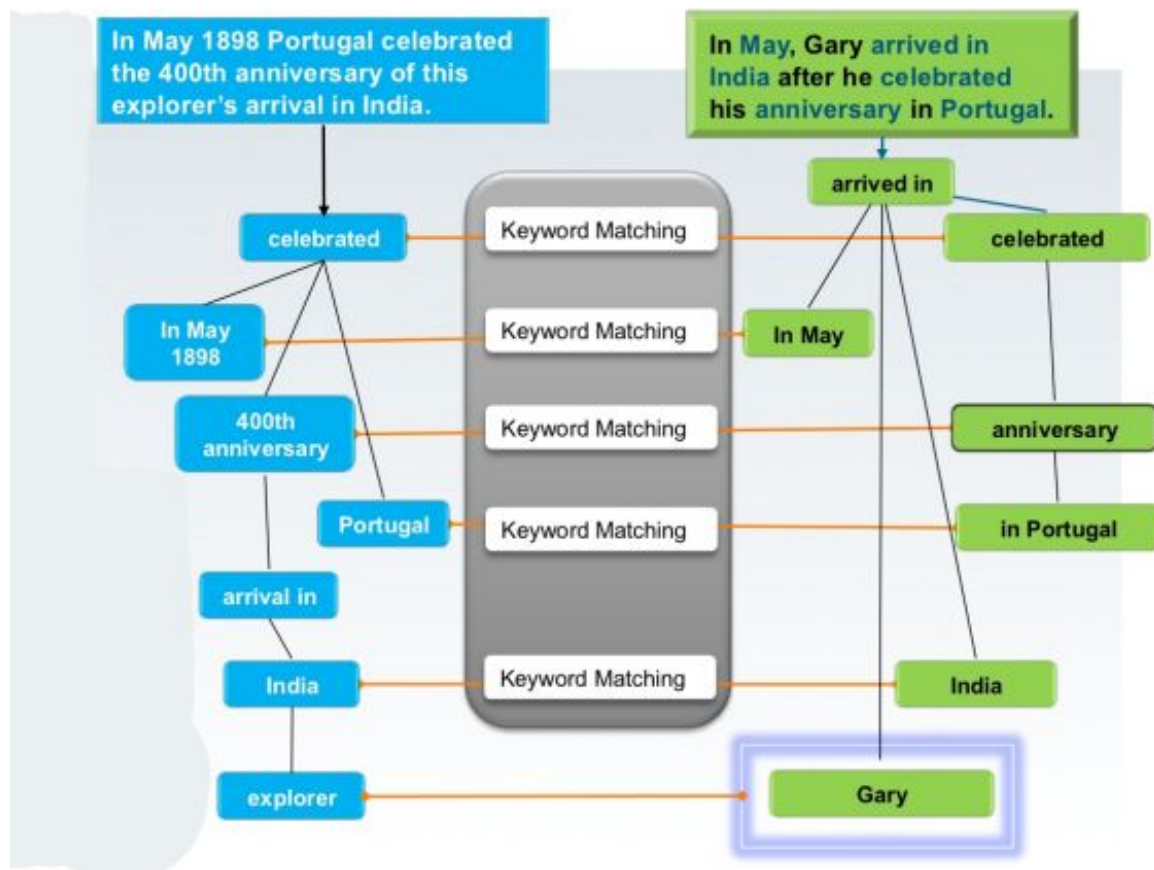 In May 1898 Portugal celebrated
the 400th anniversary of this
explorer's arrival in India.
In May, Gary arrived in
India after he celebrated
his anniversary in Portugal.
arrived in
celebrated
Keyword Matching
celebrated
In May
1898
Keyword Matching
In May
400th
anniversary
Keyword Matching
anniversary
Portugal
Keyword Matching
in Portugal
arrival in
India
Keyword Matching
India
explorer
Gary